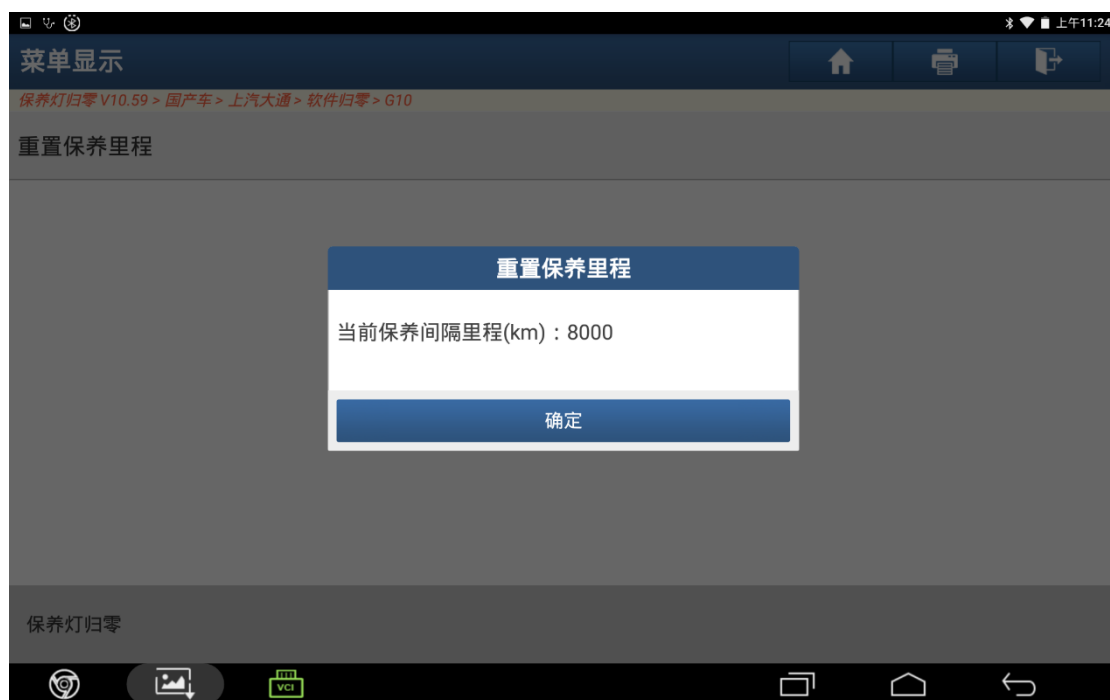 上午11:24
菜单显示
保养灯归零 V10.59 > 国产车 > 上汽大通 > 软件归零 > G10
重置保养里程
重置保养里程
当前保养间隔里程(km)：8000
确定
保养灯归零
VCI